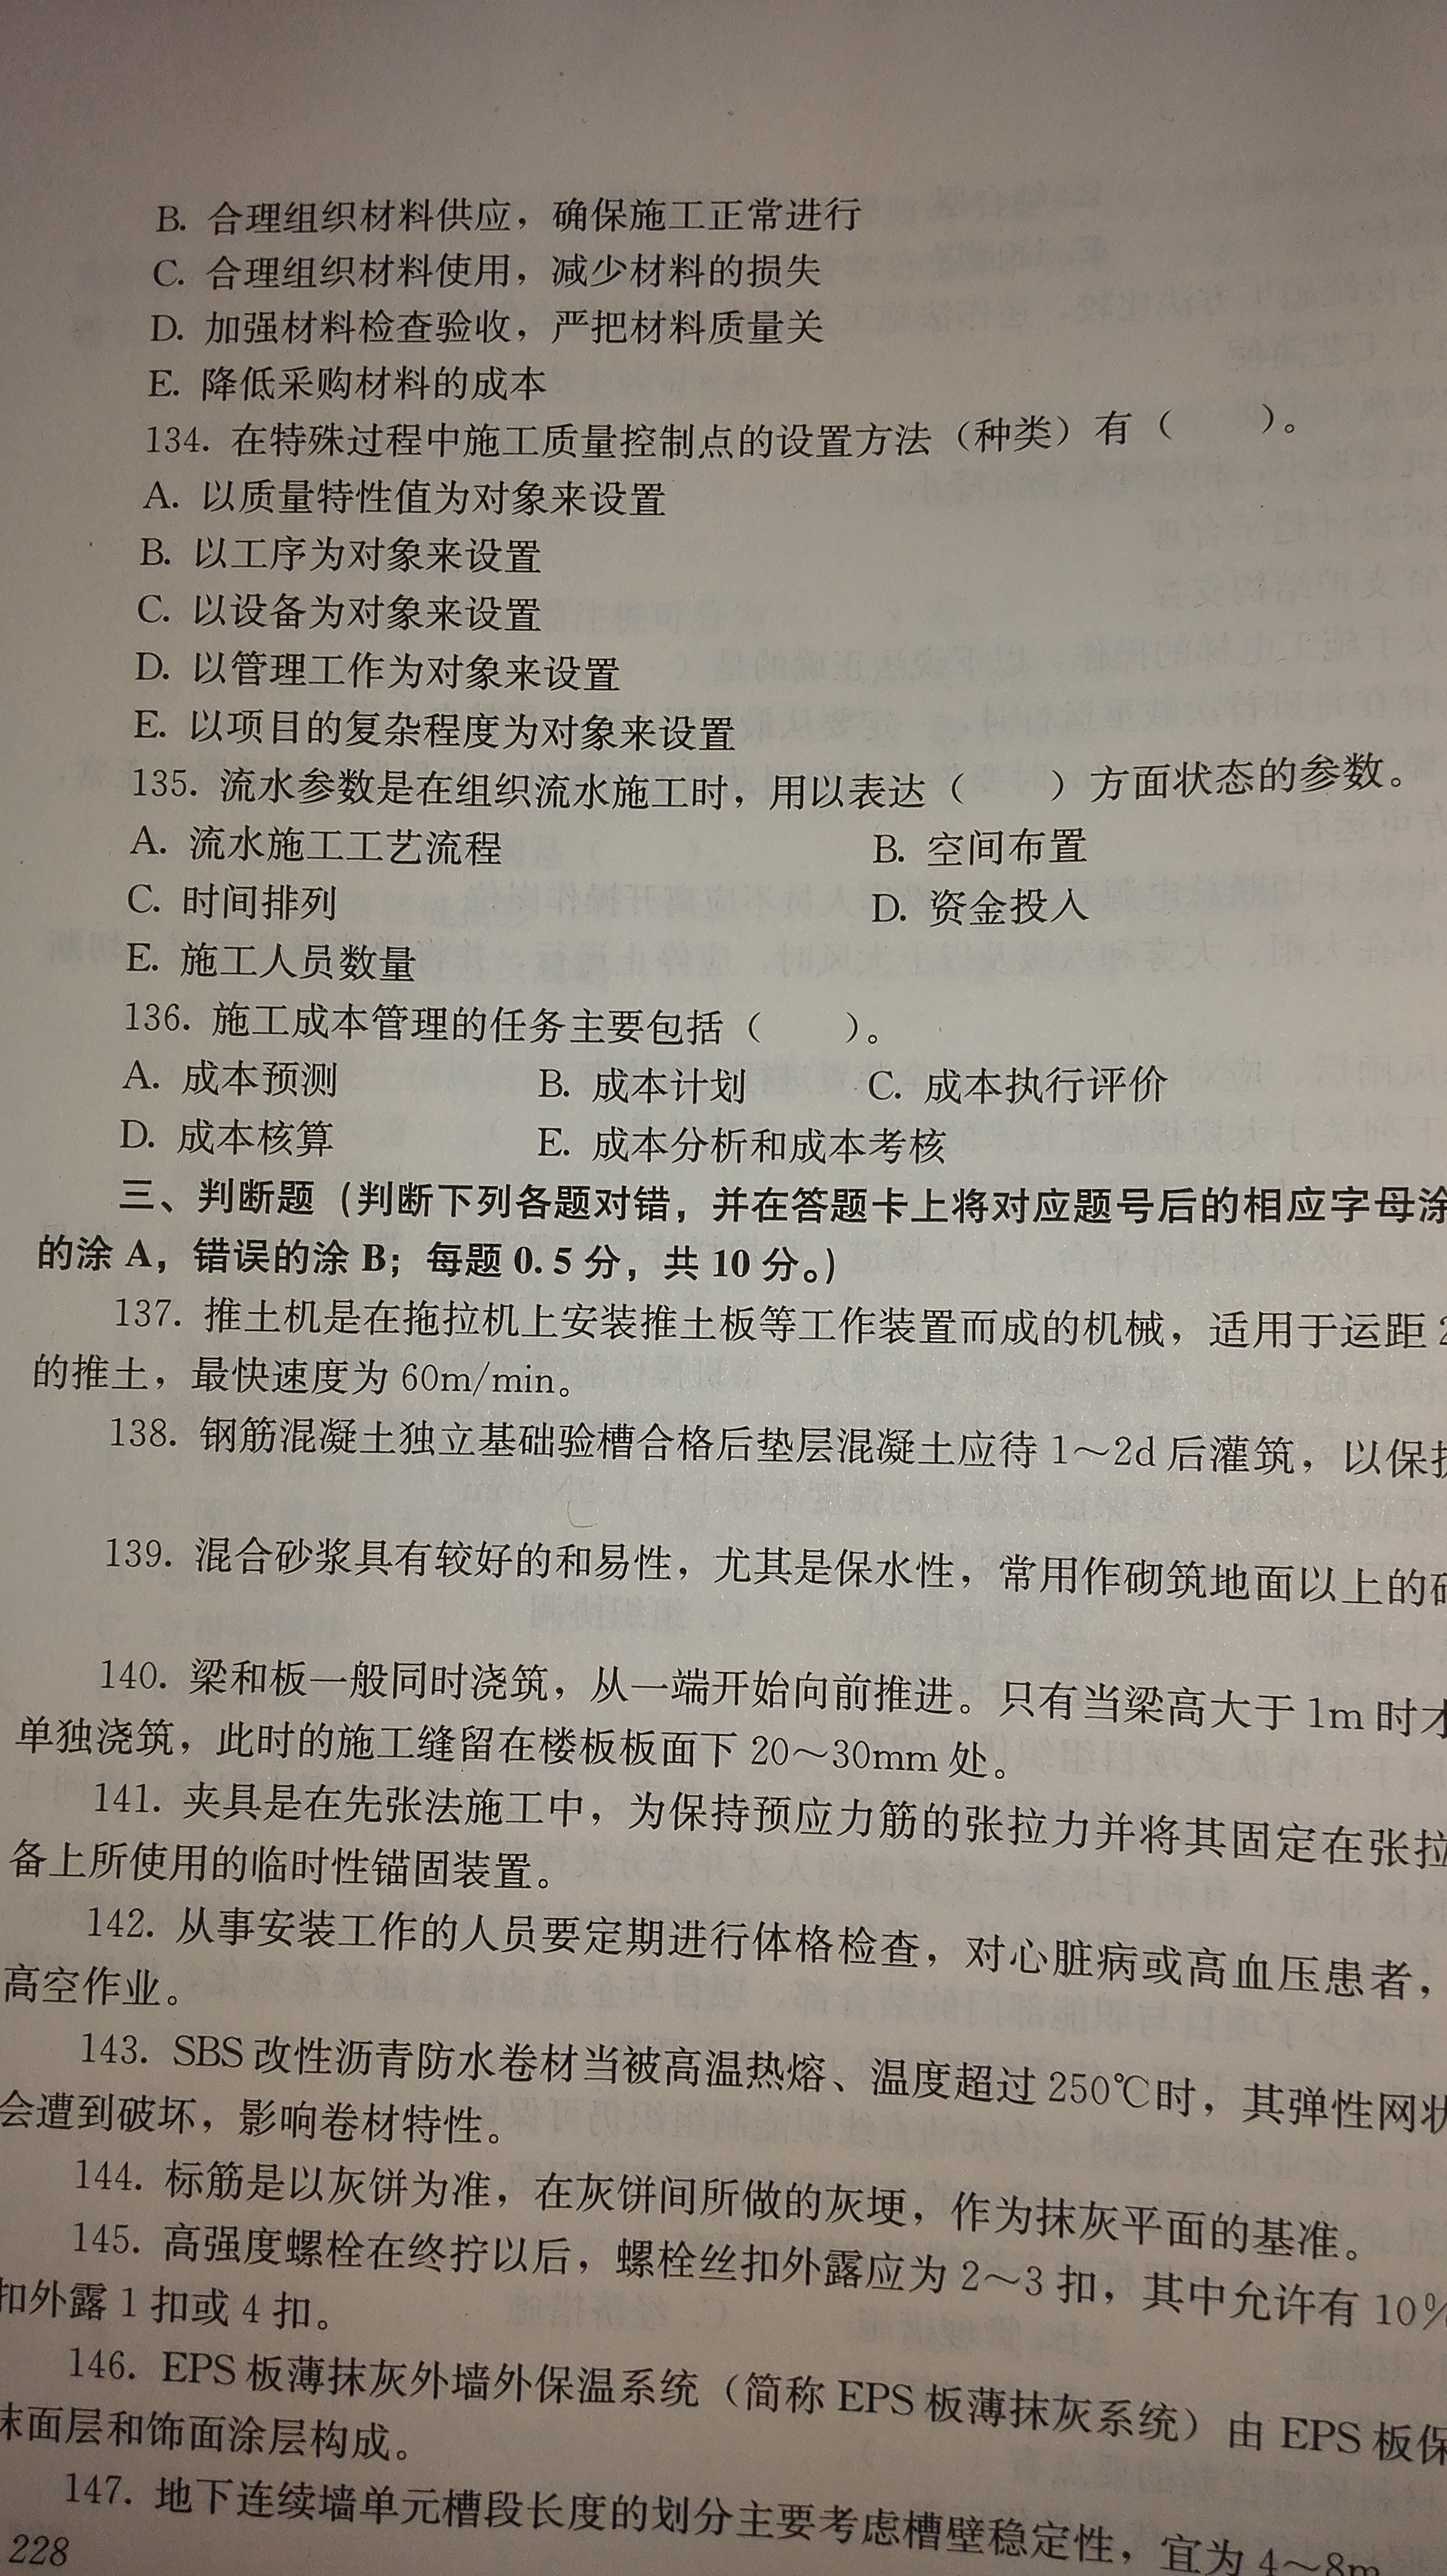 B. 合理组织材料供应，确保施工正常进行
C. 合理组织材料使用，减少材料的损失
D. 加强材料检查验收，严把材料质量关
E. 降低采购材料的成本
134. 在特殊过程中施工质量控制点的设置方法（种类）有（　　）。
A. 以质量特性值为对象来设置
B. 以工序为对象来设置
C. 以设备为对象来设置
D. 以管理工作为对象来设置
E. 以项目的复杂程度为对象来设置
135. 流水参数是在组织流水施工时，用以表达（　　）方面状态的参数。
A. 流水施工工艺流程　　B. 空间布置
C. 时间排列　　D. 资金投入
E. 施工人员数量
136. 施工成本管理的任务主要包括（　　）。
A. 成本预测　　B. 成本计划　　C. 成本执行评价
D. 成本核算　　E. 成本分析和成本考核
三、判断题（判断下列各题对错，并在答题卡上将对应题号后的相应字母涂
的涂 A，错误的涂 B；每题 0.5 分，共 10 分。）
137. 推土机是在拖拉机上安装推土板等工作装置而成的机械，适用于运距 2
的推土，最快速度为 60m/min。
138. 钢筋混凝土独立基础验槽合格后垫层混凝土应待 1～2d 后灌筑，以保
139. 混合砂浆具有较好的和易性，尤其是保水性，常用作砌筑地面以上的
140. 梁和板一般同时浇筑，从一端开始向前推进。只有当梁高大于 1m 时才
单独浇筑，此时的施工缝留在楼板板面下 20～30mm 处。
141. 夹具是在先张法施工中，为保持预应力筋的张拉力并将其固定在张拉
备上所使用的临时性锚固装置。
142. 从事安装工作的人员要定期进行体格检查，对心脏病或高血压患者，
高空作业。
143. SBS 改性沥青防水卷材当被高温热熔、温度超过 250℃时，其弹性网状
会遭到破坏，影响卷材特性。
144. 标筋是以灰饼为准，在灰饼间所做的灰埂，作为抹灰平面的基准。
145. 高强度螺栓在终拧以后，螺栓丝扣外露应为 2～3 扣，其中允许有 10%
扣外露 1 扣或 4 扣。
146. EPS 板薄抹灰外墙外保温系统（简称 EPS 板薄抹灰系统）由 EPS 板保
抹面层和饰面涂层构成。
147. 地下连续墙单元槽段长度的划分主要考虑槽壁稳定性，宜为 4～8m
228